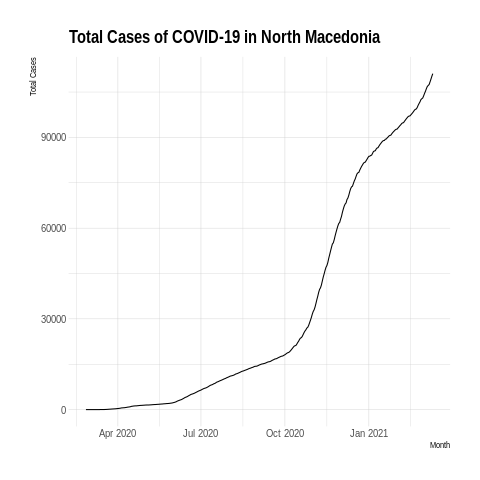 Total Cases of COVID-19 in North Macedonia
Total Cases
90000
60000
30000
0
Apr 2020 Jul 2020 Oct 2020 Jan 2021
Month